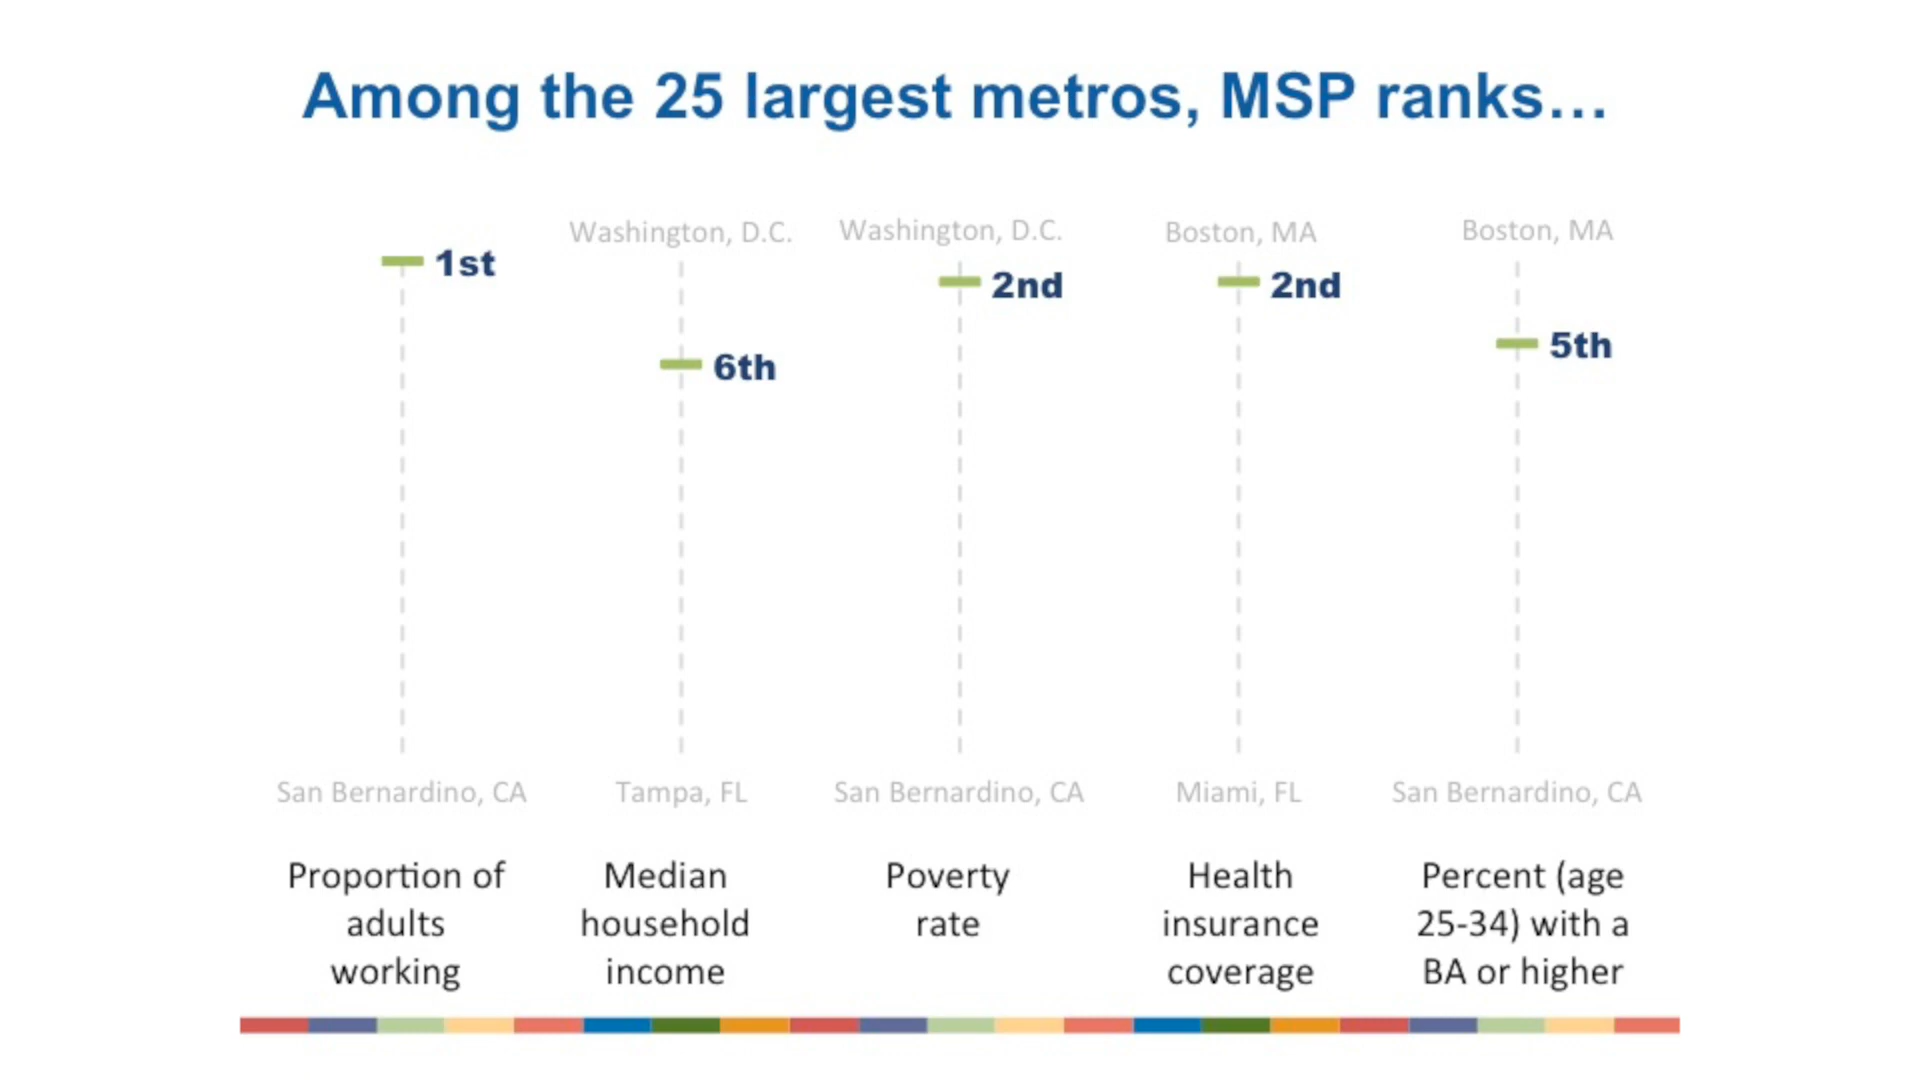 Among the 25 largest metros, MSP ranks…
Washington, D.C.
Washington, D.C.
Boston, MA
Boston, MA
1st
6th
2nd
2nd
5th
San Bernardino, CA
Tampa, FL
San Bernardino, CA
Miami, FL
San Bernardino, CA
Proportion of
adults
working
Median
household
income
Poverty
rate
Health
insurance
coverage
Percent (age
25-34) with a
BA or higher